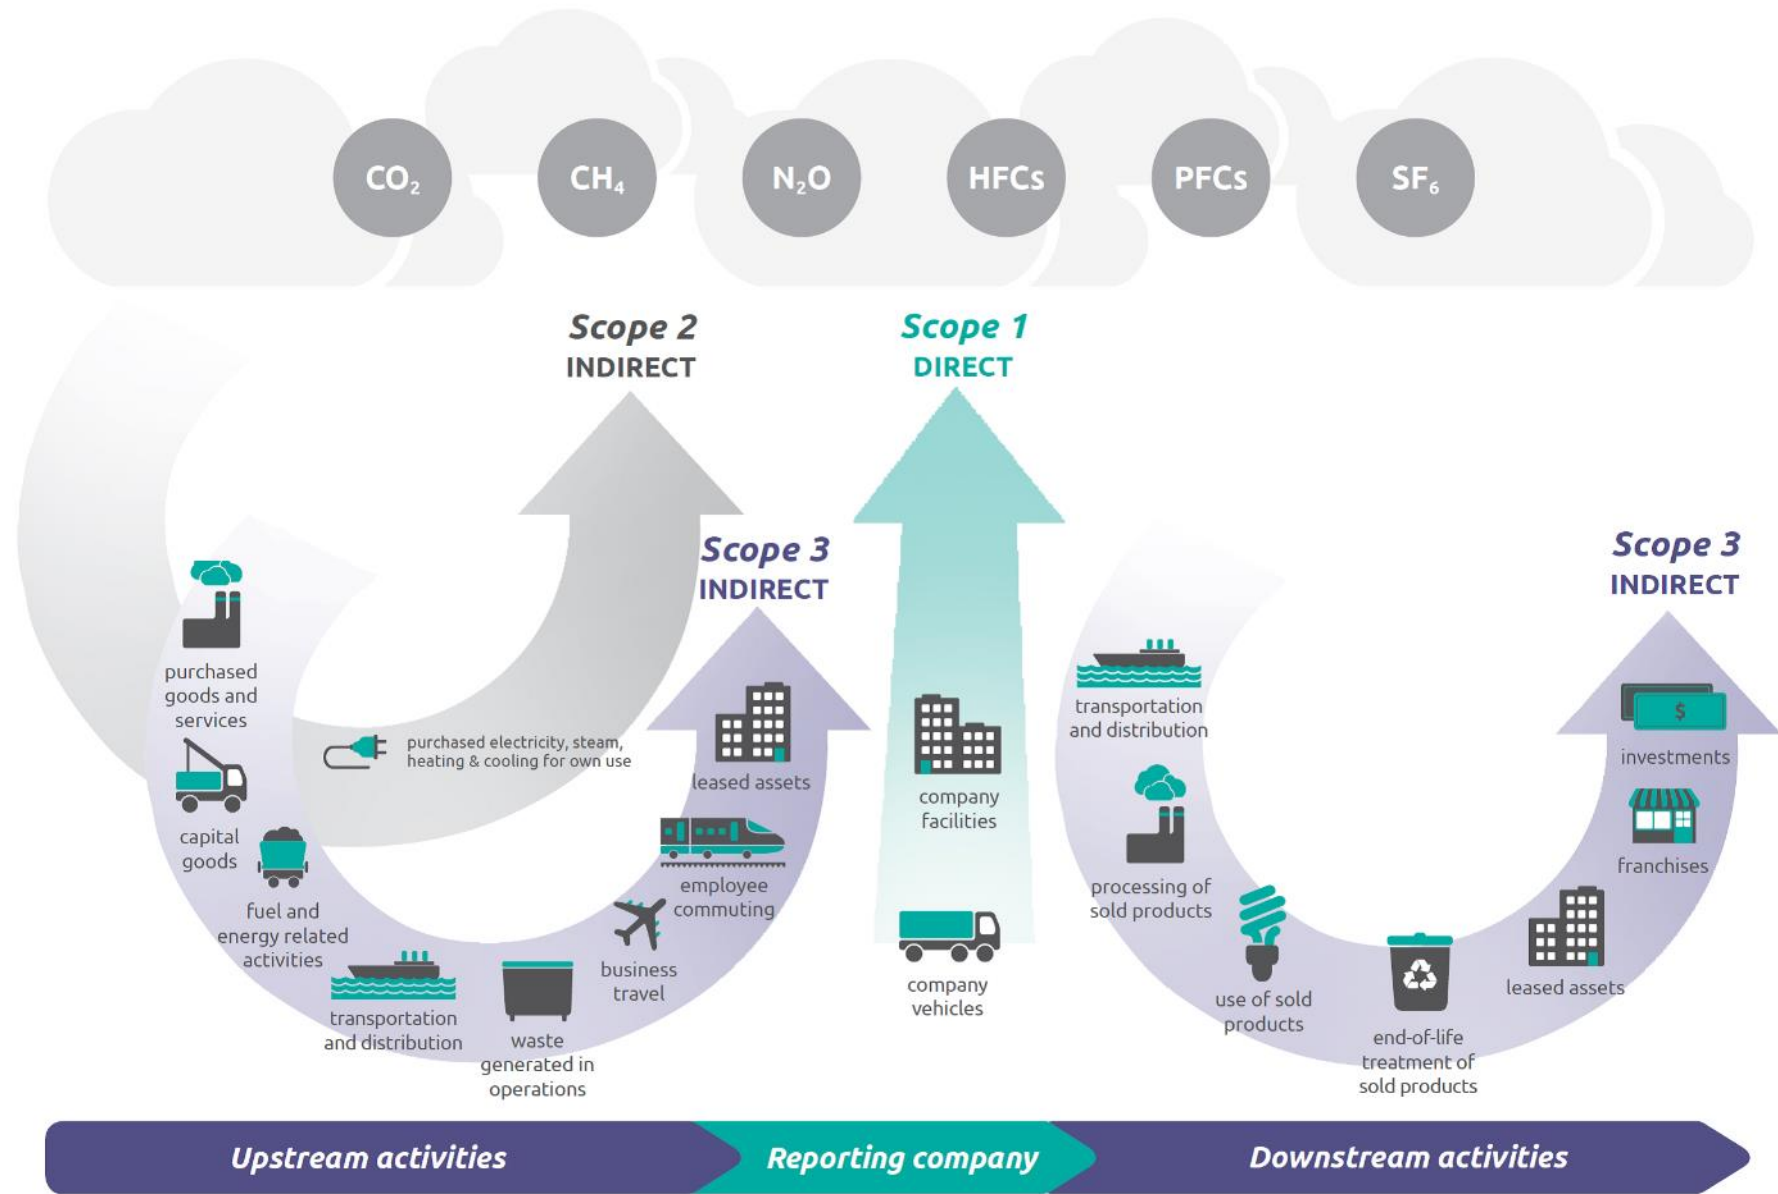 CO₂
CH₄
N₂O
HFCs
PFCs
SF₆
Scope 2
INDIRECT
Scope 1
DIRECT
Scope 3
INDIRECT
Scope 3
INDIRECT
purchased
goods and
services
capital
goods
fuel and
energy related
activities
transportation
and distribution
waste
generated in
operations
business
travel
employee
commuting
leased assets
purchased electricity, steam,
heating & cooling for own use
company
facilities
company
vehicles
transportation
and distribution
processing of
sold products
use of sold
products
end-of-life
treatment of
sold products
leased assets
franchises
$
investments
Upstream activities
Reporting company
Downstream activities